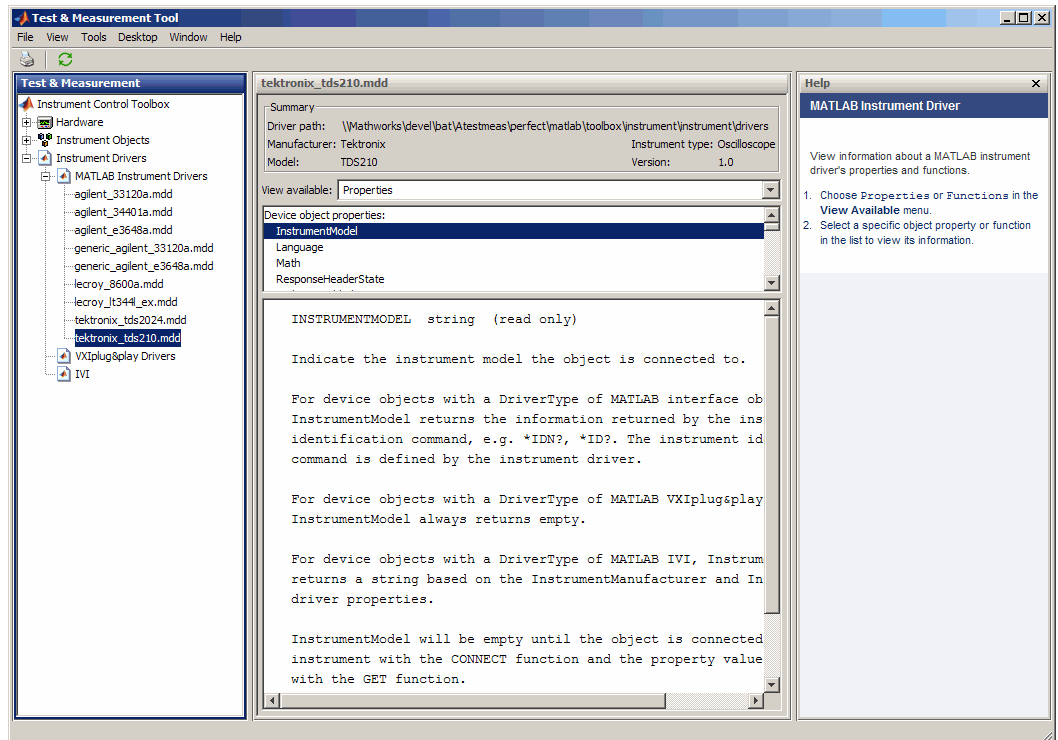 Test & Measurement Tool
File View Tools Desktop Window Help
Test & Measurement
Instrument Control Toolbox
Hardware
Instrument Objects
Instrument Drivers
MATLAB Instrument Drivers
agilent_33120a.mdd
agilent_34401a.mdd
agilent_e3648a.mdd
generic_agilent_33120a.mdd
generic_agilent_e3648a.mdd
lecroy_8600a.mdd
lecroy_lt344l_ex.mdd
tektronix_tds2024.mdd
tektronix_tds210.mdd
VXIplug&play Drivers
IVI
tektronix_tds210.mdd
Summary
Driver path: \\Mathworks\devel\bat\Atestmeas\perfect\matlab\toolbox\instrument\instrument\drivers
Manufacturer: Tektronix Instrument type: Oscilloscope
Model: TDS210 Version: 1.0
View available: Properties
Device object properties:
InstrumentModel
Language
Math
ResponseHeaderState
INSTRUMENTMODEL string (read only)
Indicate the instrument model the object is connected to.
For device objects with a DriverType of MATLAB interface ob
InstrumentModel returns the information returned by the ins
identification command, e.g. *IDN?, *ID?. The instrument id
command is defined by the instrument driver.
For device objects with a DriverType of MATLAB VXIplug&play
InstrumentModel always returns empty.
For device objects with a DriverType of MATLAB IVI, Instrum
returns a string based on the InstrumentManufacturer and In
driver properties.
InstrumentModel will be empty until the object is connected
instrument with the CONNECT function and the property value
with the GET function.
Help
MATLAB Instrument Driver
View information about a MATLAB instrument
driver's properties and functions.
1. Choose Properties or Functions in the
View Available menu.
2. Select a specific object property or function
in the list to view its information.